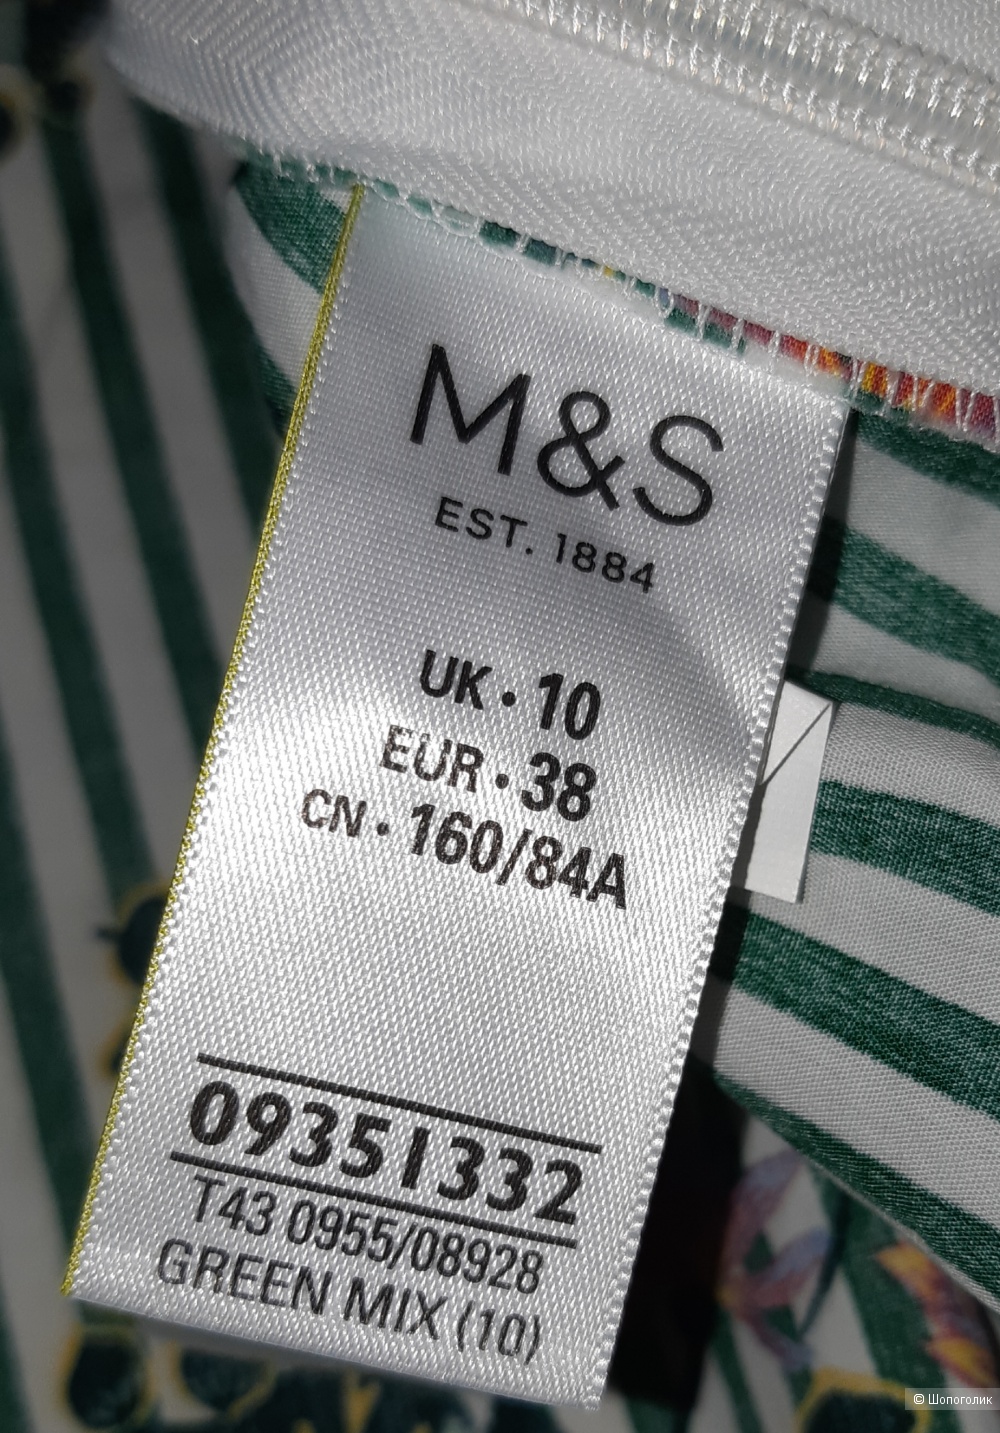 M&S
EST. 1884
UK · 10
EUR · 38
CN · 160/84A
09351332
T43 0955/08928
GREEN MIX (10)
© Шопоголик